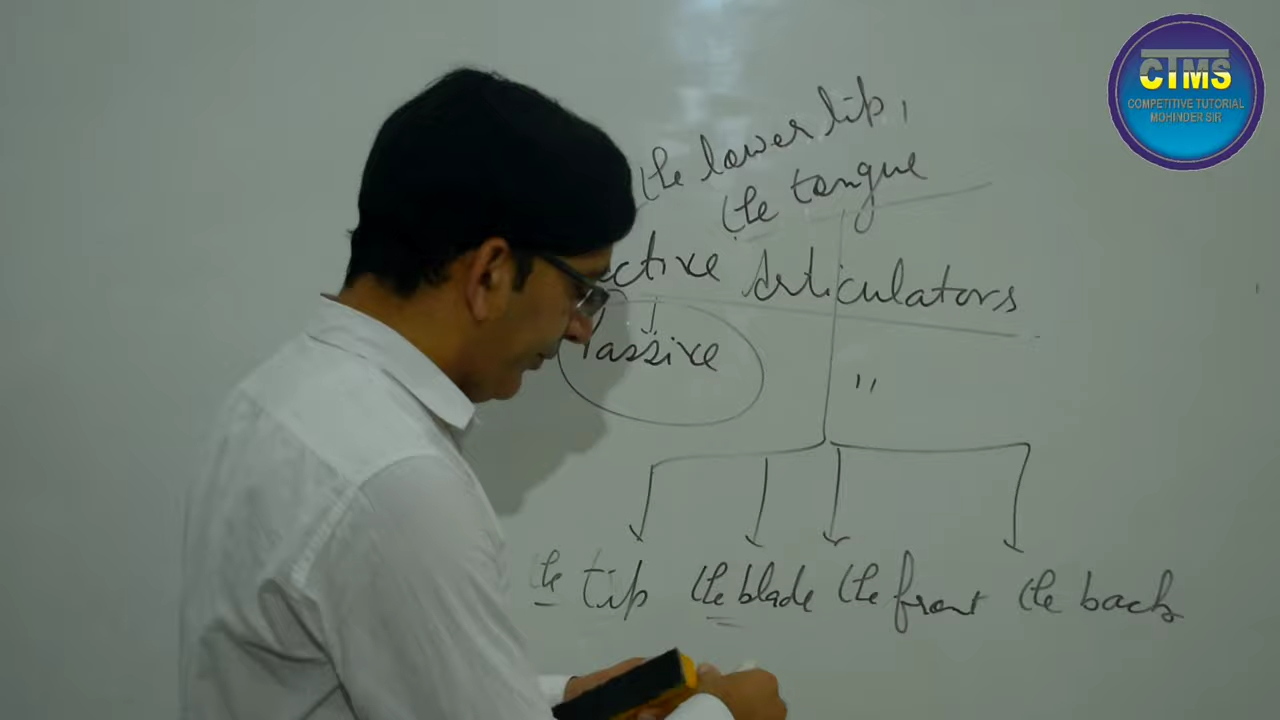 CTMS
COMPETITIVE TUTORIAL
MOHINDER SIR
the lower lip,
the tongue
ctive Articulators
Passive "
the tip the blade the front the back